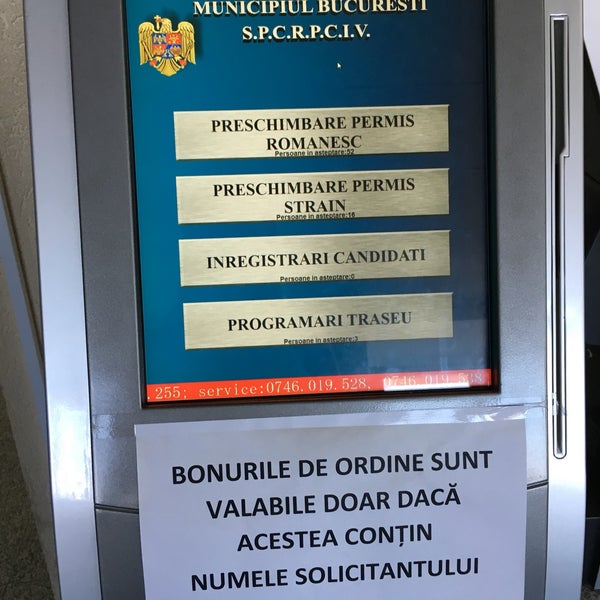 MUNICIPIUL BUCURESTI
S.P.C.R.P.C.I.V.
PRESCHIMBARE PERMIS
ROMANESC
Persoane in asteptare:52
PRESCHIMBARE PERMIS
STRAIN
Persoane in asteptare:16
INREGISTRARI CANDIDATI
Persoane in asteptare:0
PROGRAMARI TRASEU
Persoane in asteptare:3
255; service:0746.019.528, 0746.019.528
BONURILE DE ORDINE SUNT
VALABILE DOAR DACĂ
ACESTEA CONȚIN
NUMELE SOLICITANTULUI